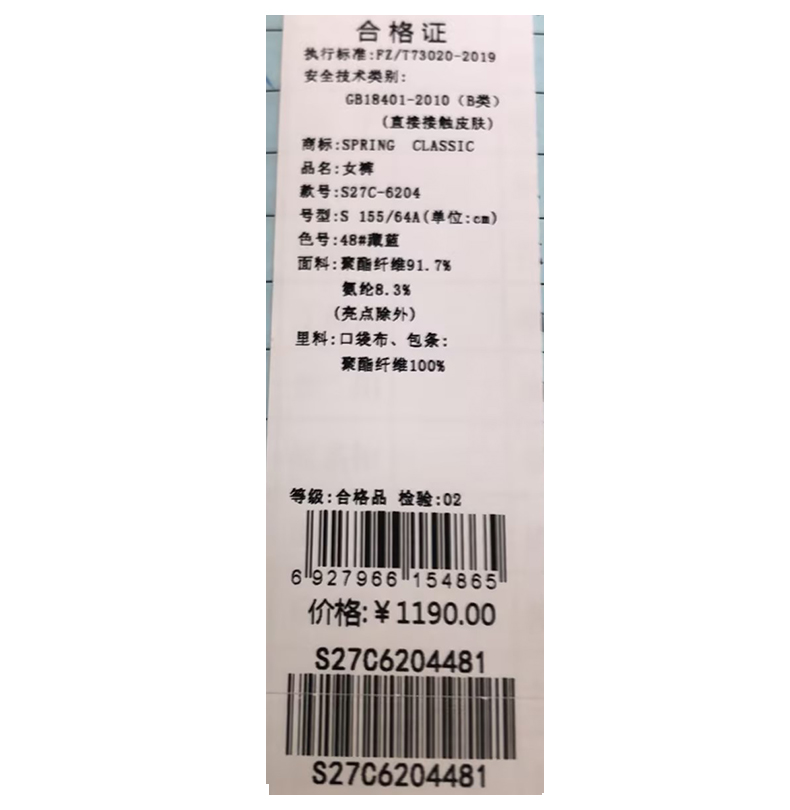 合格证
执行标准:FZ/T73020-2019
安全技术类别:
GB18401-2010(B类)
(直接接触皮肤)
商标:SPRING CLASSIC
品名:女裤
款号:S27C-6204
号型:S 155/64A(单位:cm)
色号:48#藏蓝
面料:聚酯纤维91.7%
氨纶8.3%
(亮点除外)
里料:口袋布、包条:
聚酯纤维100%
等级:合格品 检验:02
6 927966 154865
价格:¥1190.00
S27C6204481
S27C6204481